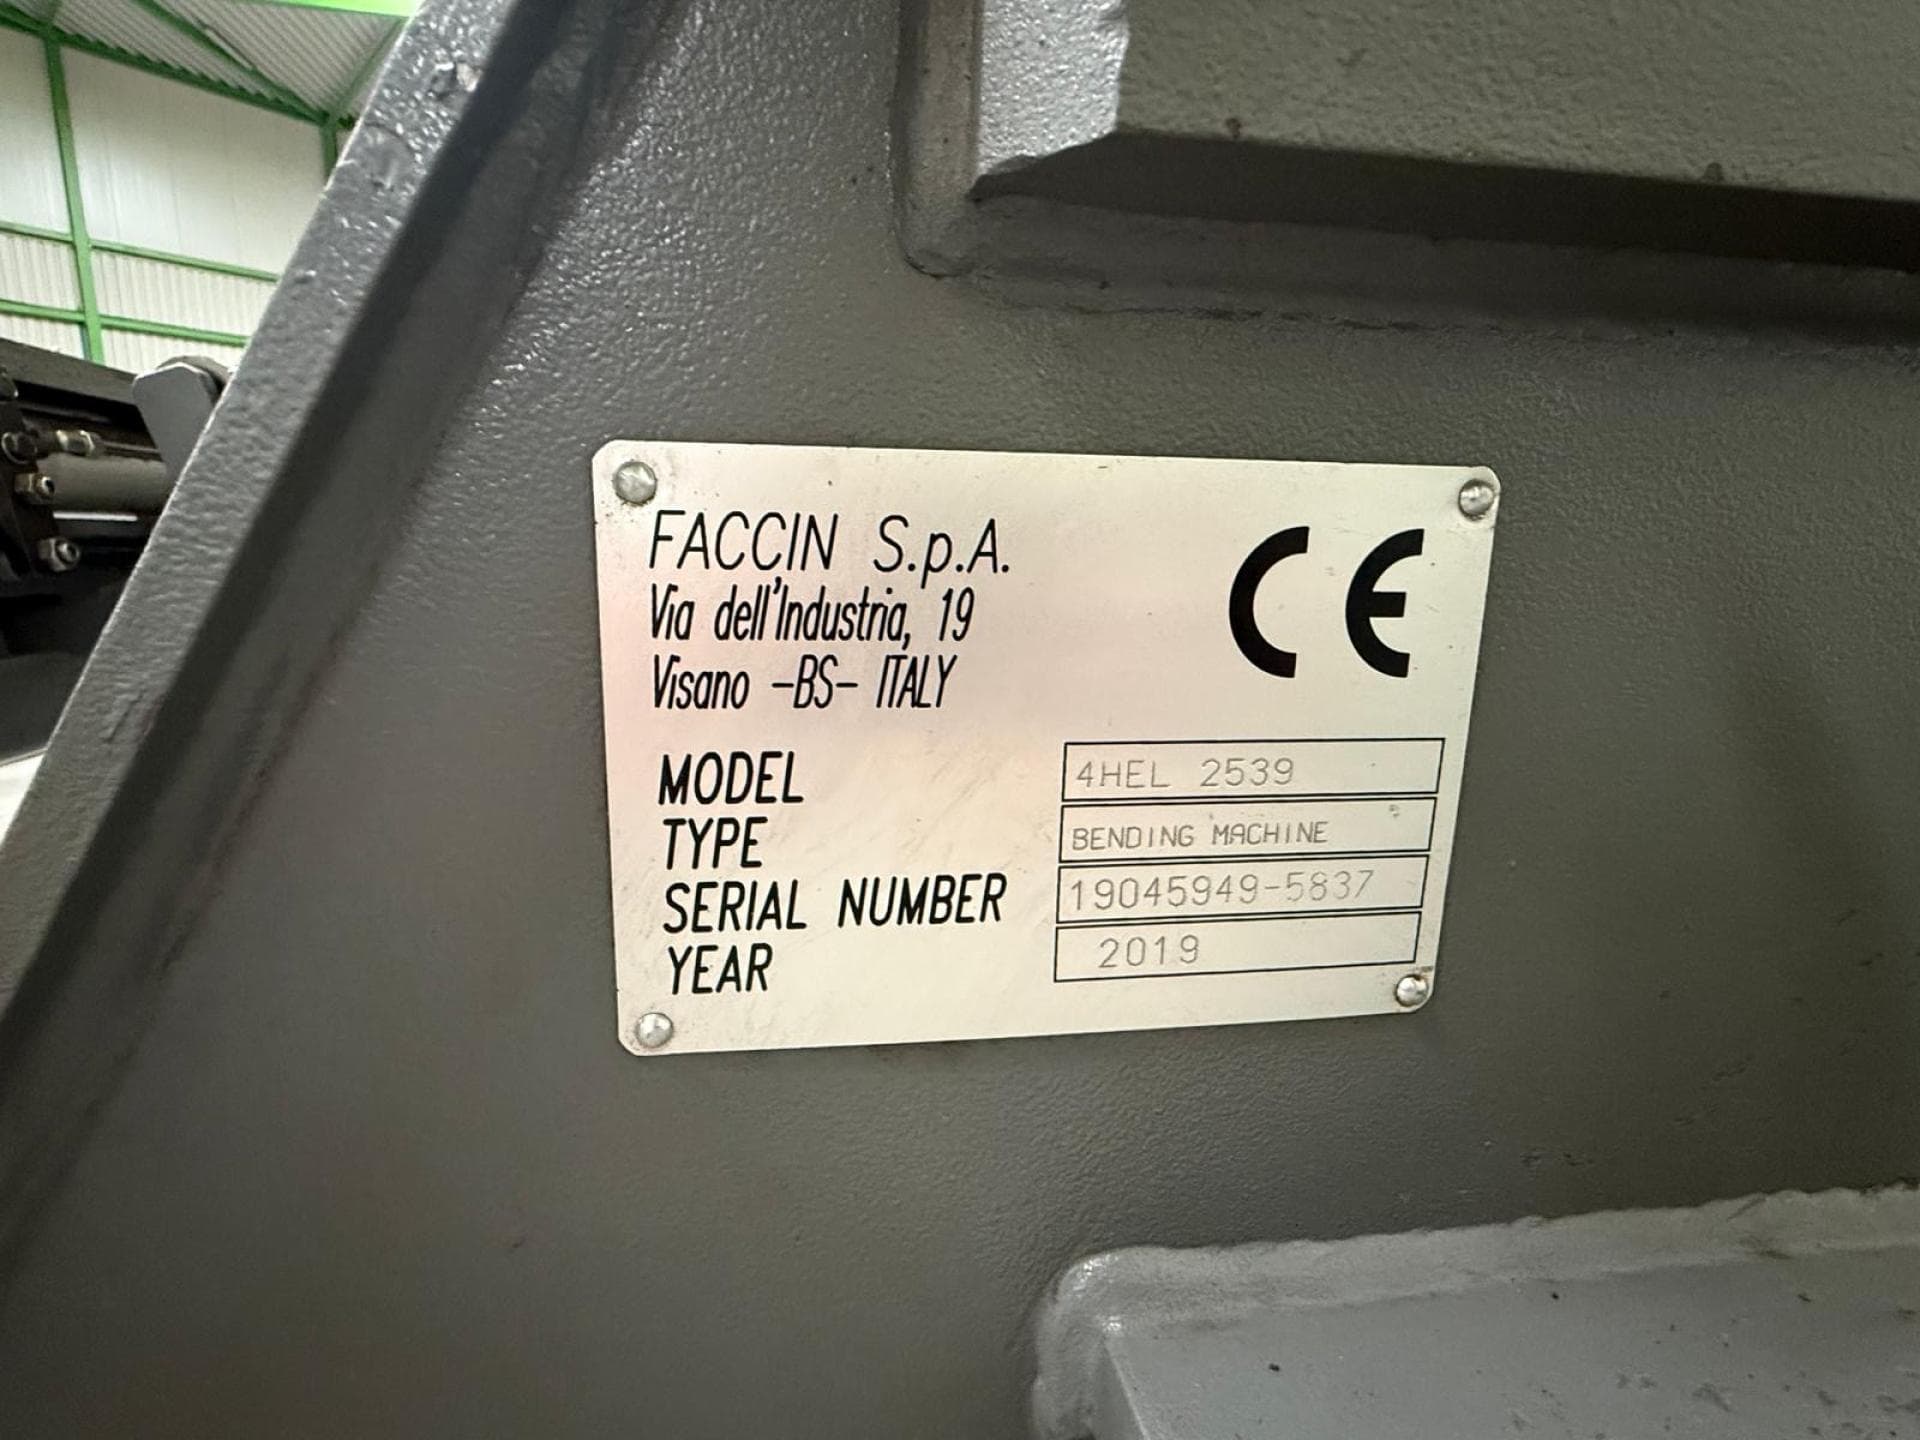 FACCIN S.p.A.
Via dell'Industria, 19
Visano -BS- ITALY
CE
MODEL 4HEL 2539
TYPE BENDING MACHINE
SERIAL NUMBER 19045949-5837
YEAR 2019